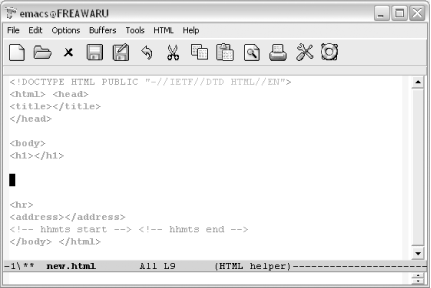 emacs@FREAWARU
File Edit Options Buffers Tools HTML Help
<!DOCTYPE HTML PUBLIC "-//IETF//DTD HTML//EN">
<html> <head>
<title></title>
</head>
<body>
<h1></h1>
<hr>
<address></address>
<!-- hhmts start --> <!-- hhmts end -->
</body> </html>
-1\** new.html All L9 (HTML helper)-----------------------